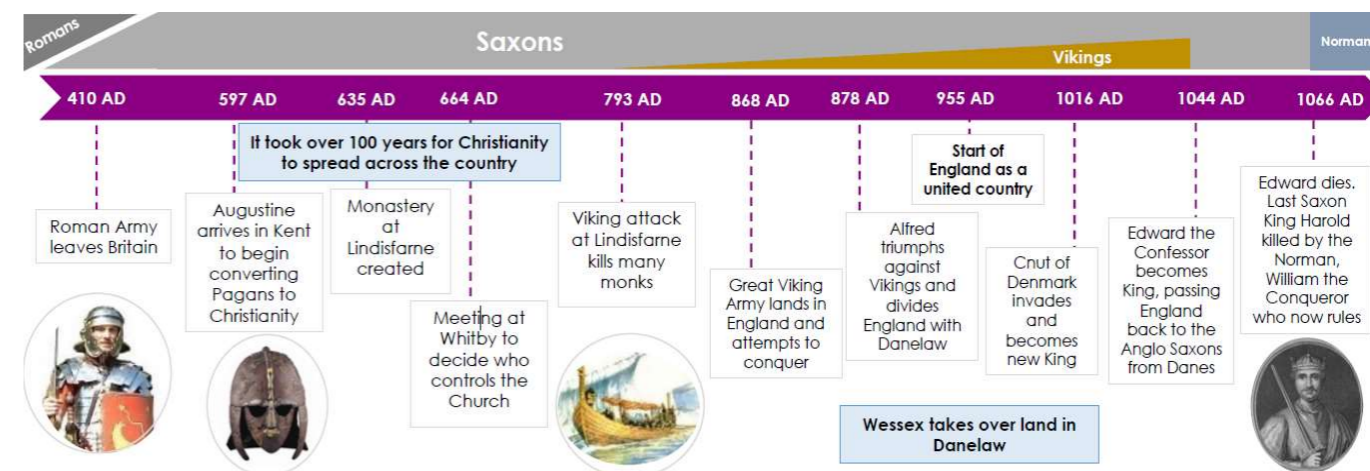 Romans
Saxons
Vikings
Norman
410 AD
597 AD
635 AD
664 AD
793 AD
868 AD
878 AD
955 AD
1016 AD
1044 AD
1066 AD
It took over 100 years for Christianity
to spread across the country
Roman Army
leaves Britain
Augustine
arrives in Kent
to begin
converting
Pagans to
Christianity
Monastery
at
Lindisfarne
created
Meeting at
Whitby to
decide who
controls the
Church
Viking attack
at Lindisfarne
kills many
monks
Great Viking
Army lands in
England and
attempts to
conquer
Alfred
triumphs
against
Vikings and
divides
England with
Danelaw
Start of
England as a
united country
Cnut of
Denmark
invades
and
becomes
new King
Edward the
Confessor
becomes
King, passing
England
back to the
Anglo Saxons
from Danes
Edward dies.
Last Saxon
King Harold
killed by the
Norman,
William the
Conqueror
who now rules
Wessex takes over land in
Danelaw